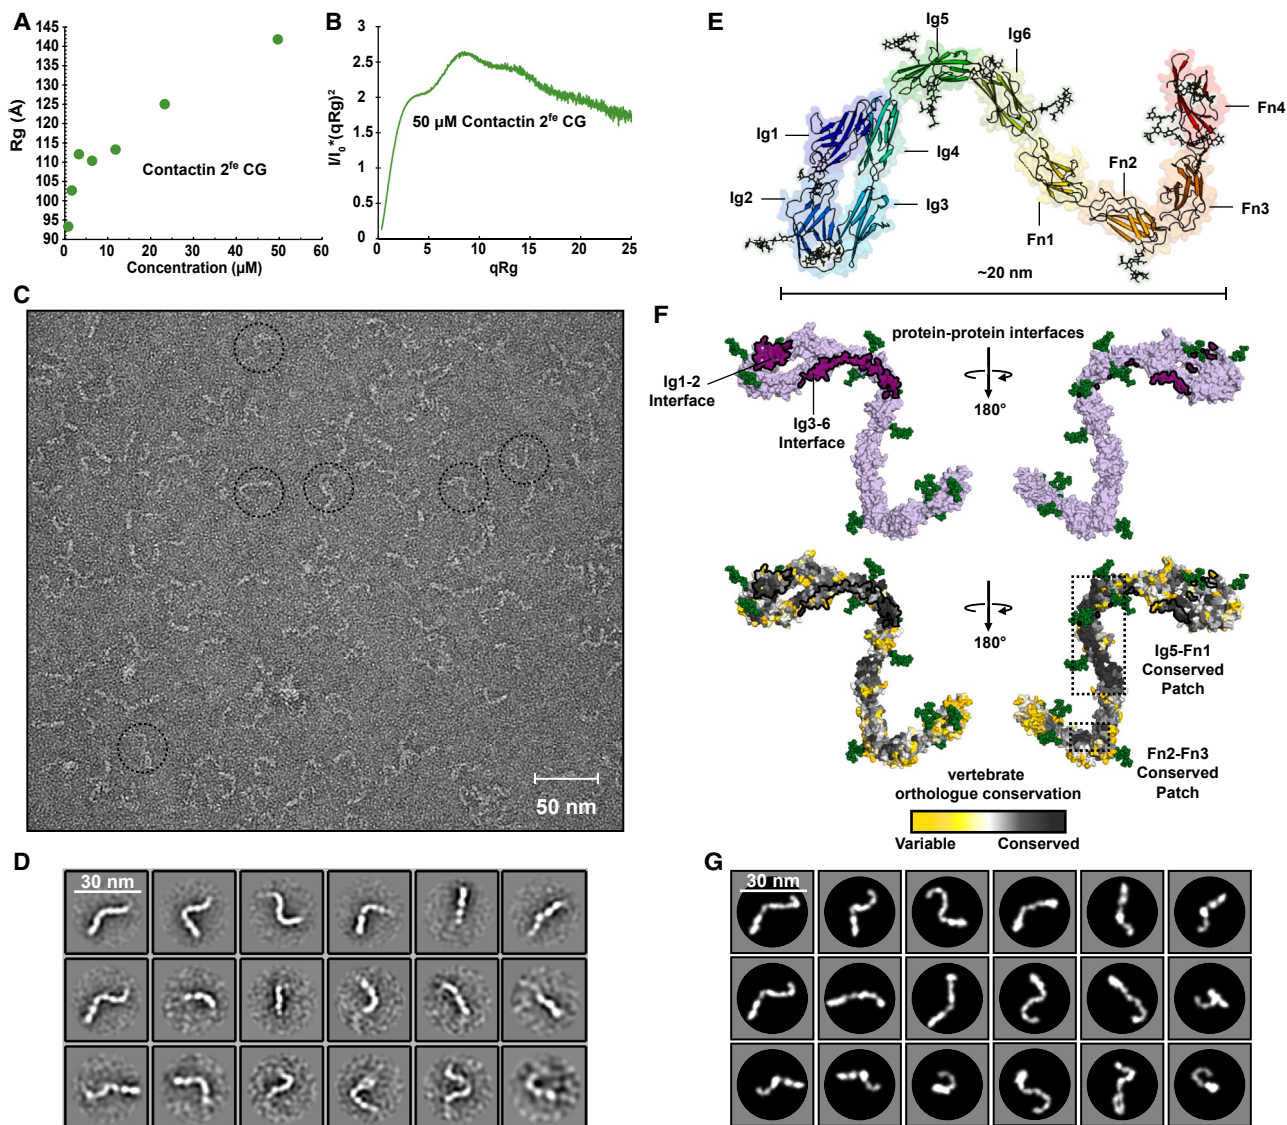 A
145
140
135
130
125
120
115
110
105
100
95
90
Rg (Å)
0
10
20
30
40
50
60
Concentration (µM)
Contactin 2fe CG
B
3
2.5
2
1.5
1
0.5
0
I/I0 *(qRg)2
0
5
10
15
20
25
qRg
50 µM Contactin 2fe CG
C
50 nm
D
30 nm
E
Ig1
Ig2
Ig3
Ig4
Ig5
Ig6
Fn1
Fn2
Fn3
Fn4
~20 nm
F
protein-protein interfaces
Ig1-2
Interface
Ig3-6
Interface
180°
180°
Ig5-Fn1
Conserved
Patch
Fn2-Fn3
Conserved
Patch
vertebrate
orthologue conservation
Variable
Conserved
G
30 nm